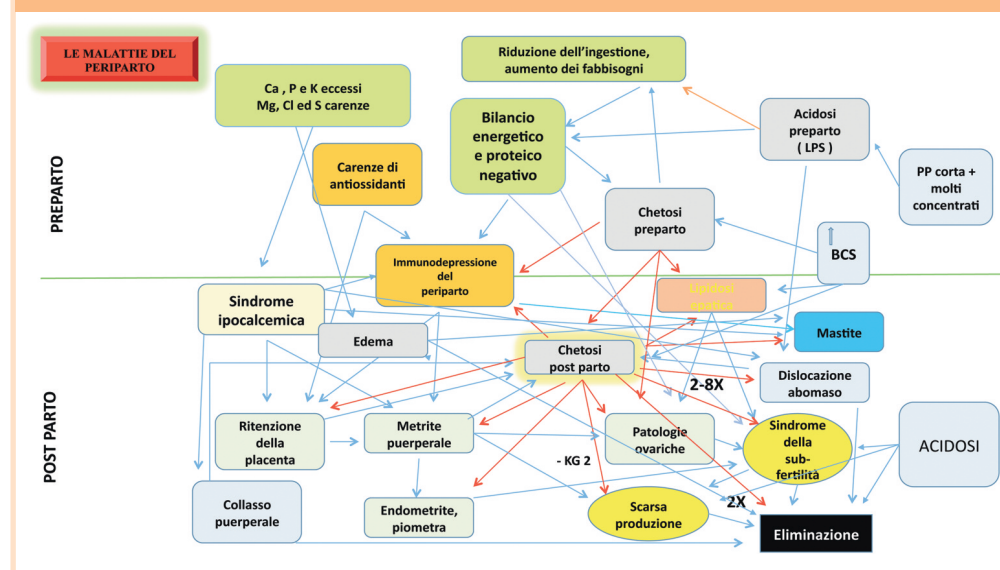 LE MALATTIE DEL
PERIPARTO
Riduzione dell'ingestione,
aumento dei fabbisogni
Ca , P e K eccessi
Mg, Cl ed S carenze
Bilancio
energetico
e proteico
negativo
Acidosi
preparto
( LPS )
Carenze di
antiossidanti
PP corta +
molti
concentrati
PREPARTO
Chetosi
preparto
BCS
Immunodepressione
del
periparto
Lipidosi
epatica
Sindrome
ipocalcemica
Mastite
Edema
Chetosi
post parto
Dislocazione
abomaso
2-8X
POST PARTO
Ritenzione
della
placenta
Metrite
puerperale
Patologie
ovariche
Sindrome
della
sub-
fertilità
ACIDOSI
- KG 2
Collasso
puerperale
Endometrite,
piometra
Scarsa
produzione
2X
Eliminazione